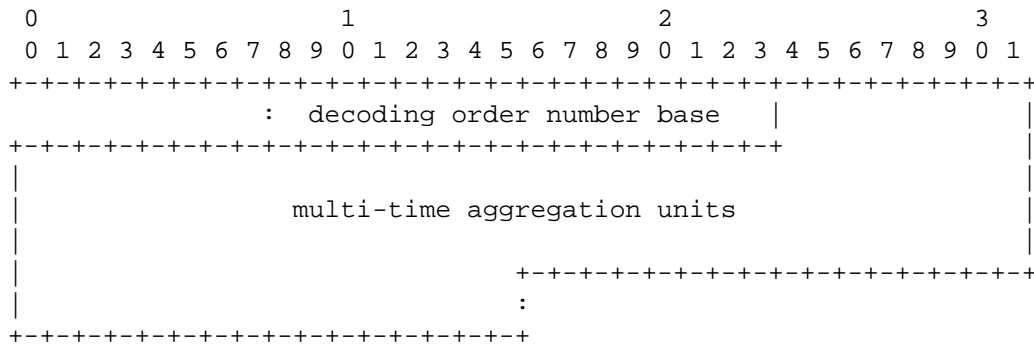 0                   1                   2                   3
 0 1 2 3 4 5 6 7 8 9 0 1 2 3 4 5 6 7 8 9 0 1 2 3 4 5 6 7 8 9 0 1
+-+-+-+-+-+-+-+-+-+-+-+-+-+-+-+-+-+-+-+-+-+-+-+-+-+-+-+-+-+-+-+-+
                :  decoding order number base   |               |
+-+-+-+-+-+-+-+-+-+-+-+-+-+-+-+-+-+-+-+-+-+-+-+-+               |
|                                                               |
|                 multi-time aggregation units                  |
|                                                               |
|                               +-+-+-+-+-+-+-+-+-+-+-+-+-+-+-+-+
|                               :
+-+-+-+-+-+-+-+-+-+-+-+-+-+-+-+-+